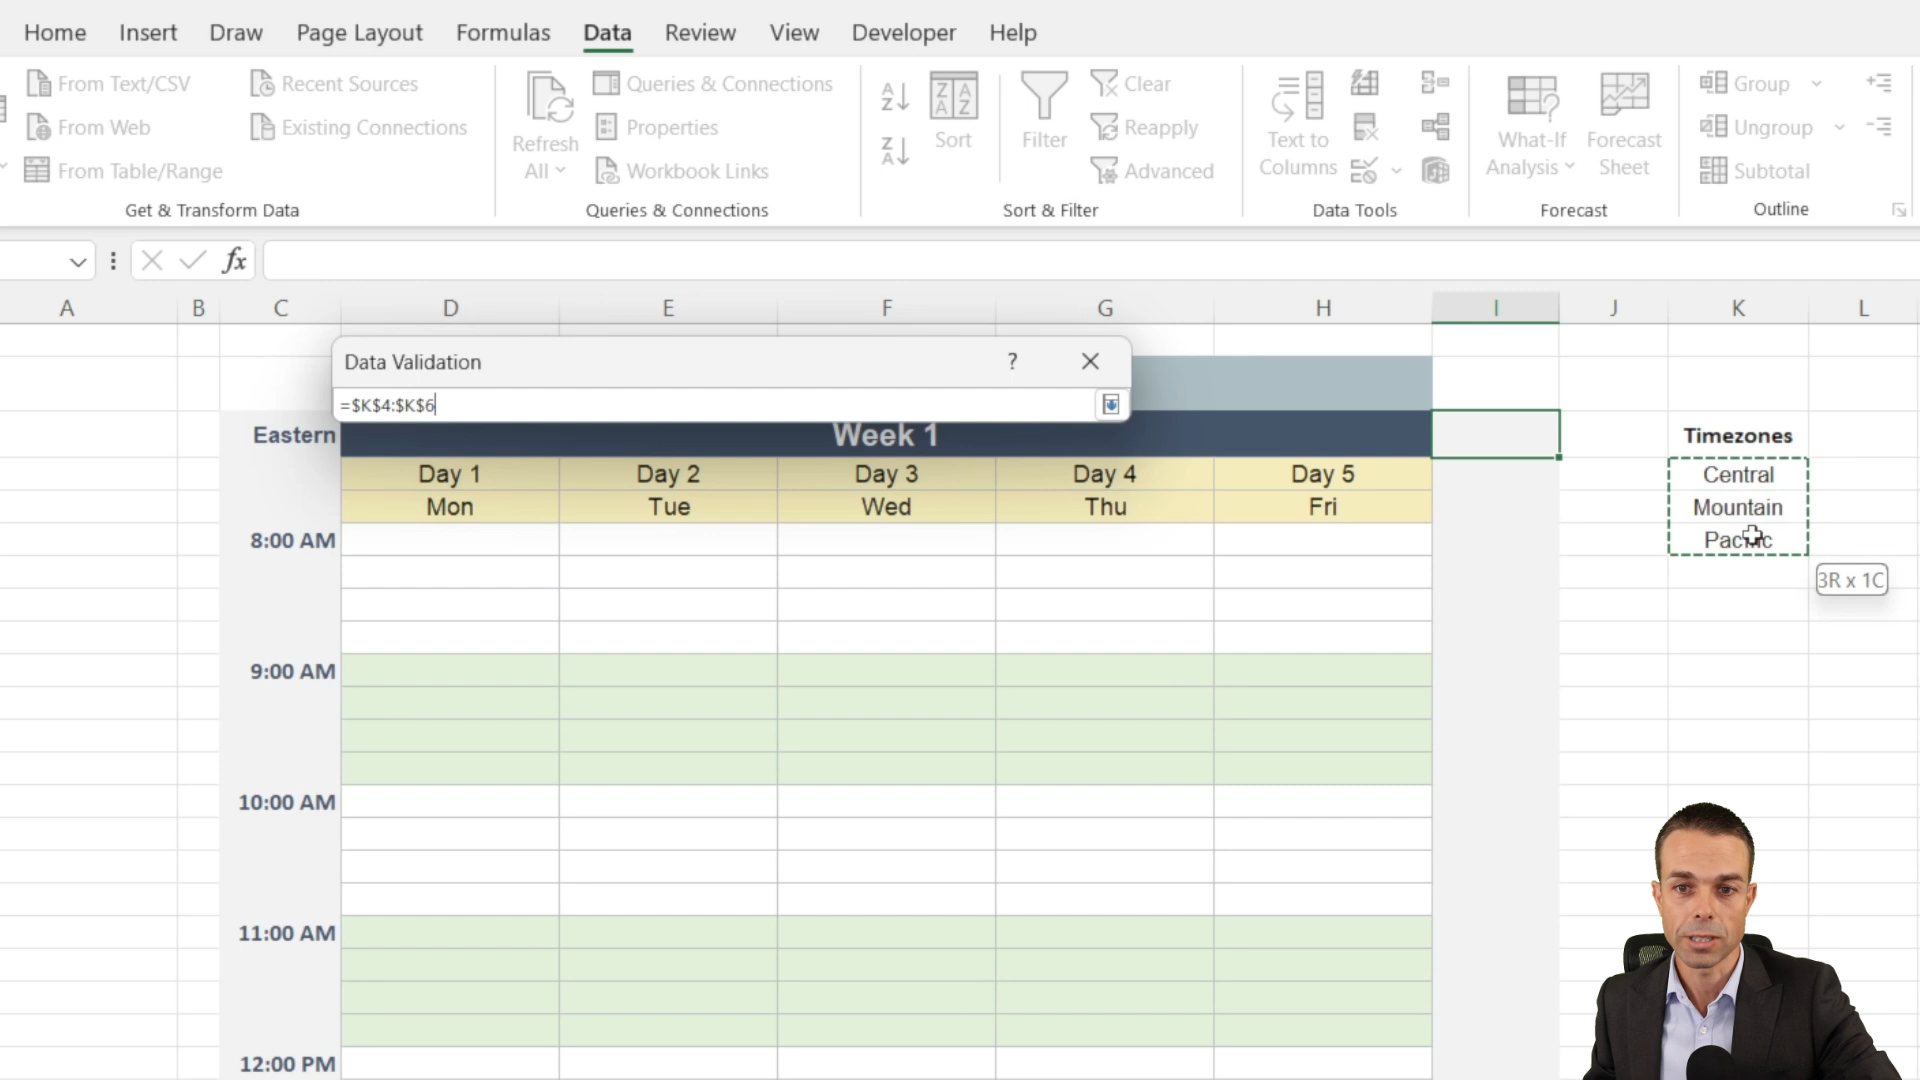 Home Insert Draw Page Layout Formulas Data Review View Developer Help
From Text/CSV
From Web
From Table/Range
Recent Sources
Existing Connections
Get & Transform Data
Refresh
All
Queries & Connections
Properties
Workbook Links
Queries & Connections
Sort
Filter
Clear
Reapply
Advanced
Sort & Filter
Text to
Columns
Data Tools
What-If
Analysis
Forecast
Sheet
Forecast
Group
Ungroup
Subtotal
Outline
fx
A B C D E F G H I J K L
Data Validation ?
=$K$4:$K$6
Eastern Week 1 Timezones
Day 1 Day 2 Day 3 Day 4 Day 5 Central
Mon Tue Wed Thu Fri Mountain
8:00 AM Pacific
3R x 1C
9:00 AM
10:00 AM
11:00 AM
12:00 PM